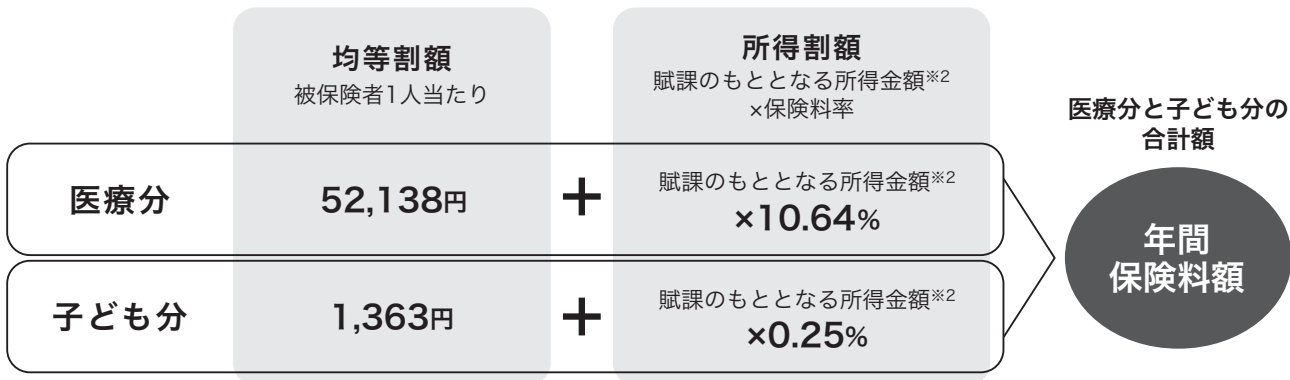 均等割額
被保険者1人当たり
所得割額
賦課のもととなる所得金額※2
×保険料率
医療分と子ども分の
合計額
医療分
52,138円
+
賦課のもととなる所得金額※2
×10.64%
年間
保険料額
子ども分
1,363円
+
賦課のもととなる所得金額※2
×0.25%